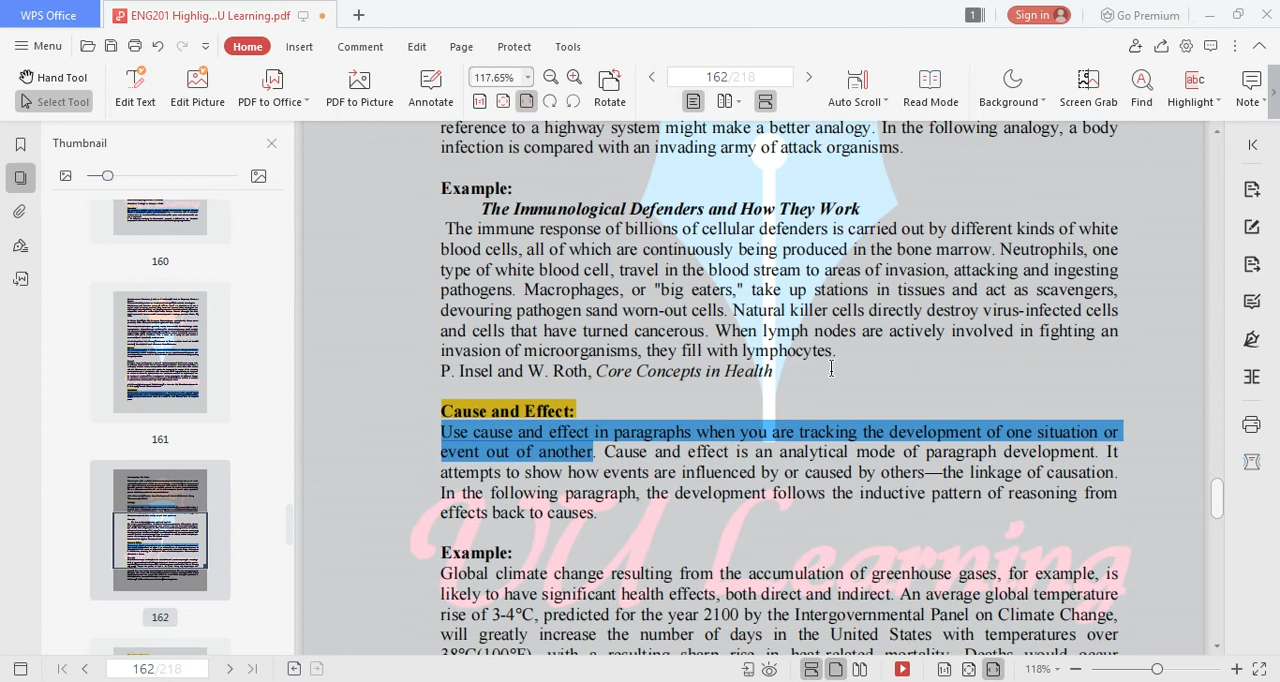 WPS Office
ENG201 Highlig...U Learning.pdf
1
Sign in
Go Premium
Menu
Home
Insert
Comment
Edit
Page
Protect
Tools
Hand Tool
Select Tool
Edit Text
Edit Picture
PDF to Office
PDF to Picture
Annotate
117.65%
Rotate
162/218
Auto Scroll
Read Mode
Background
Screen Grab
Find
Highlight
Note
Thumbnail
160
161
162
reference to a highway system might make a better analogy. In the following analogy, a body
infection is compared with an invading army of attack organisms.
Example:
The Immunological Defenders and How They Work
The immune response of billions of cellular defenders is carried out by different kinds of white
blood cells, all of which are continuously being produced in the bone marrow. Neutrophils, one
type of white blood cell, travel in the blood stream to areas of invasion, attacking and ingesting
pathogens. Macrophages, or "big eaters," take up stations in tissues and act as scavengers,
devouring pathogen sand worn-out cells. Natural killer cells directly destroy virus-infected cells
and cells that have turned cancerous. When lymph nodes are actively involved in fighting an
invasion of microorganisms, they fill with lymphocytes.
P. Insel and W. Roth, Core Concepts in Health
Cause and Effect:
Use cause and effect in paragraphs when you are tracking the development of one situation or
event out of another. Cause and effect is an analytical mode of paragraph development. It
attempts to show how events are influenced by or caused by others—the linkage of causation.
In the following paragraph, the development follows the inductive pattern of reasoning from
effects back to causes.
VU Learning
Example:
Global climate change resulting from the accumulation of greenhouse gases, for example, is
likely to have significant health effects, both direct and indirect. An average global temperature
rise of 3-4°C, predicted for the year 2100 by the Intergovernmental Panel on Climate Change,
will greatly increase the number of days in the United States with temperatures over
38°C(100°F), with a resulting sharp rise in heat-related mortality. Deaths would occur
162/218
118%